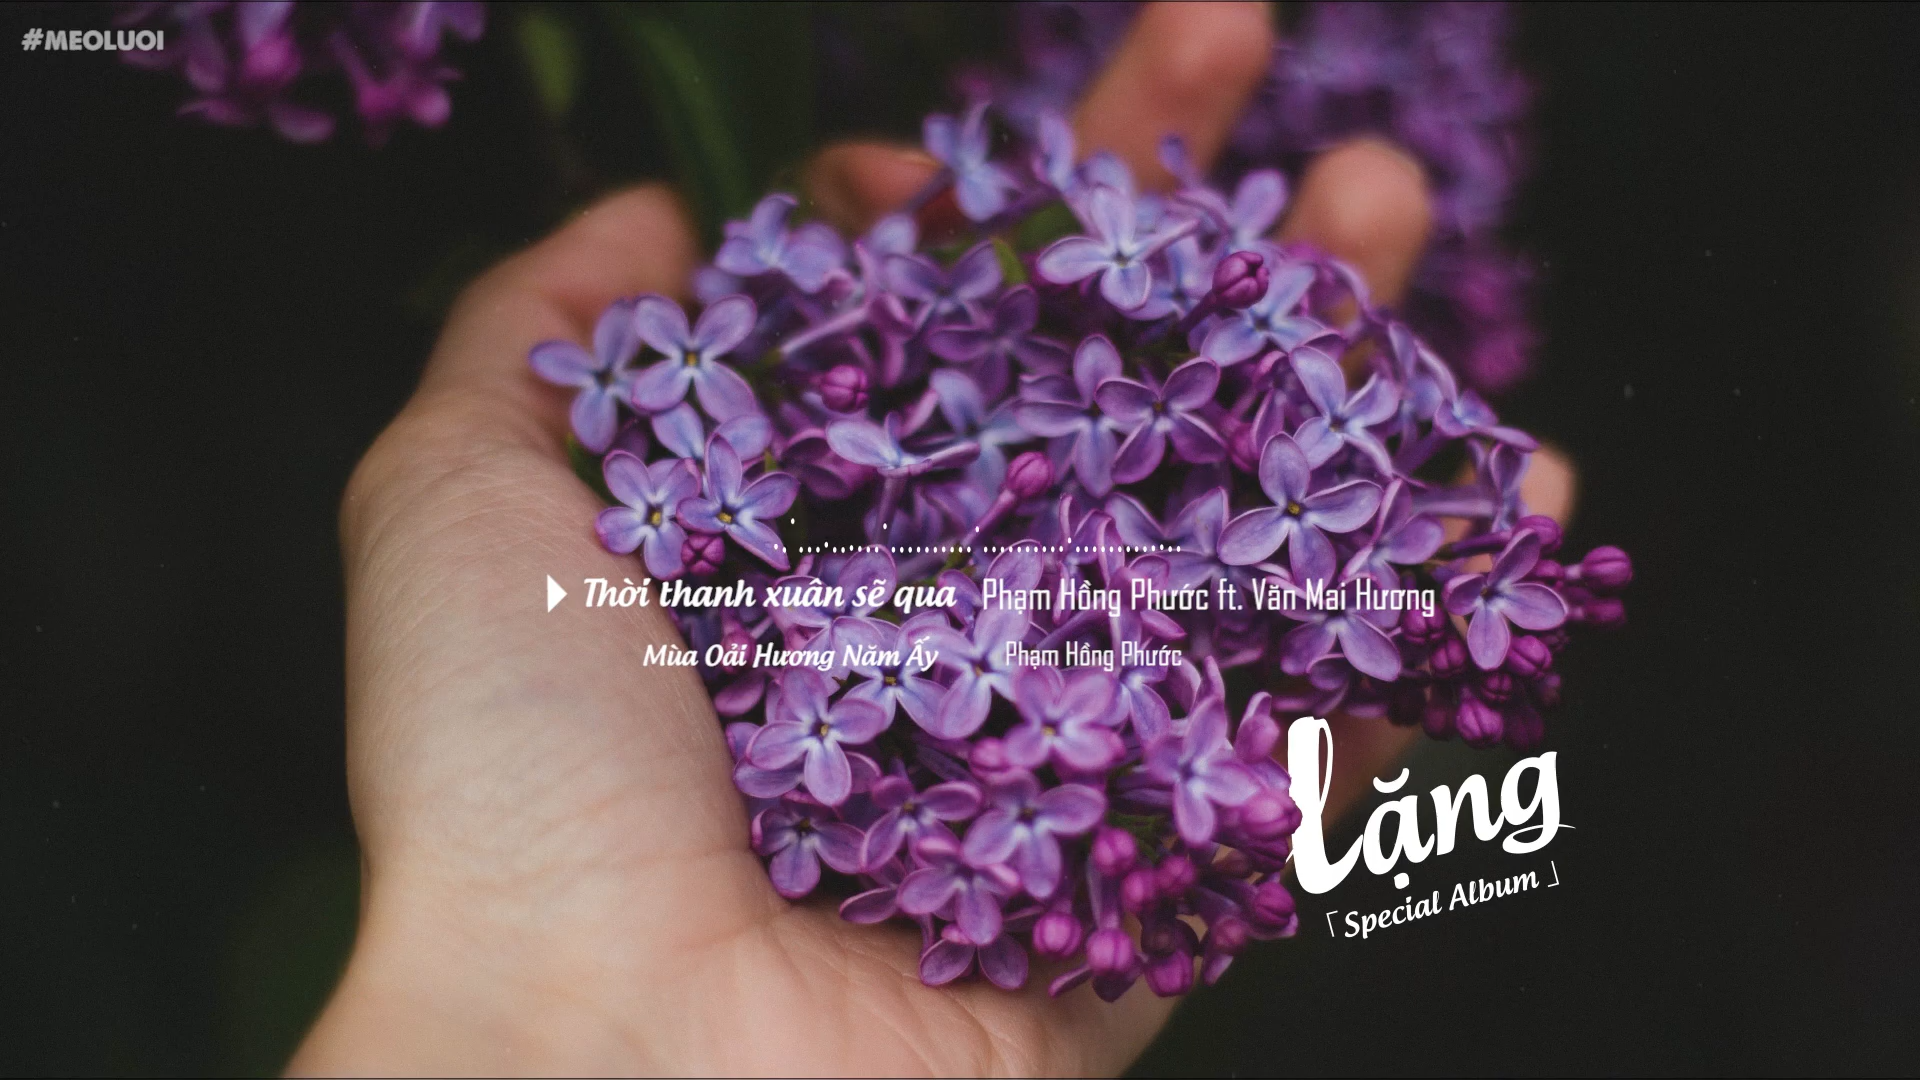 #MEOLUOI
Thời thanh xuân sẽ qua Phạm Hồng Phước ft. Văn Mai Hương
Mùa Oải Hương Năm Ấy Phạm Hồng Phước
Lặng
「Special Album」